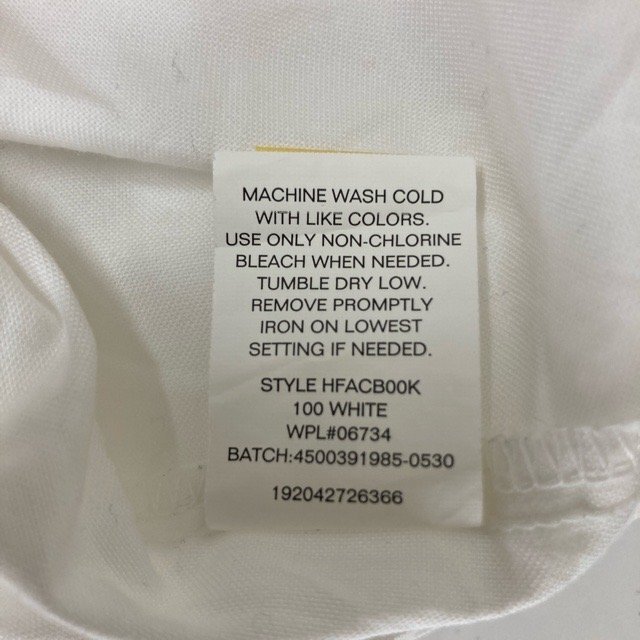 MACHINE WASH COLD
WITH LIKE COLORS.
USE ONLY NON-CHLORINE
BLEACH WHEN NEEDED.
TUMBLE DRY LOW.
REMOVE PROMPTLY
IRON ON LOWEST
SETTING IF NEEDED.
STYLE HFACB00K
100 WHITE
WPL#06734
BATCH:4500391985-0530
192042726366